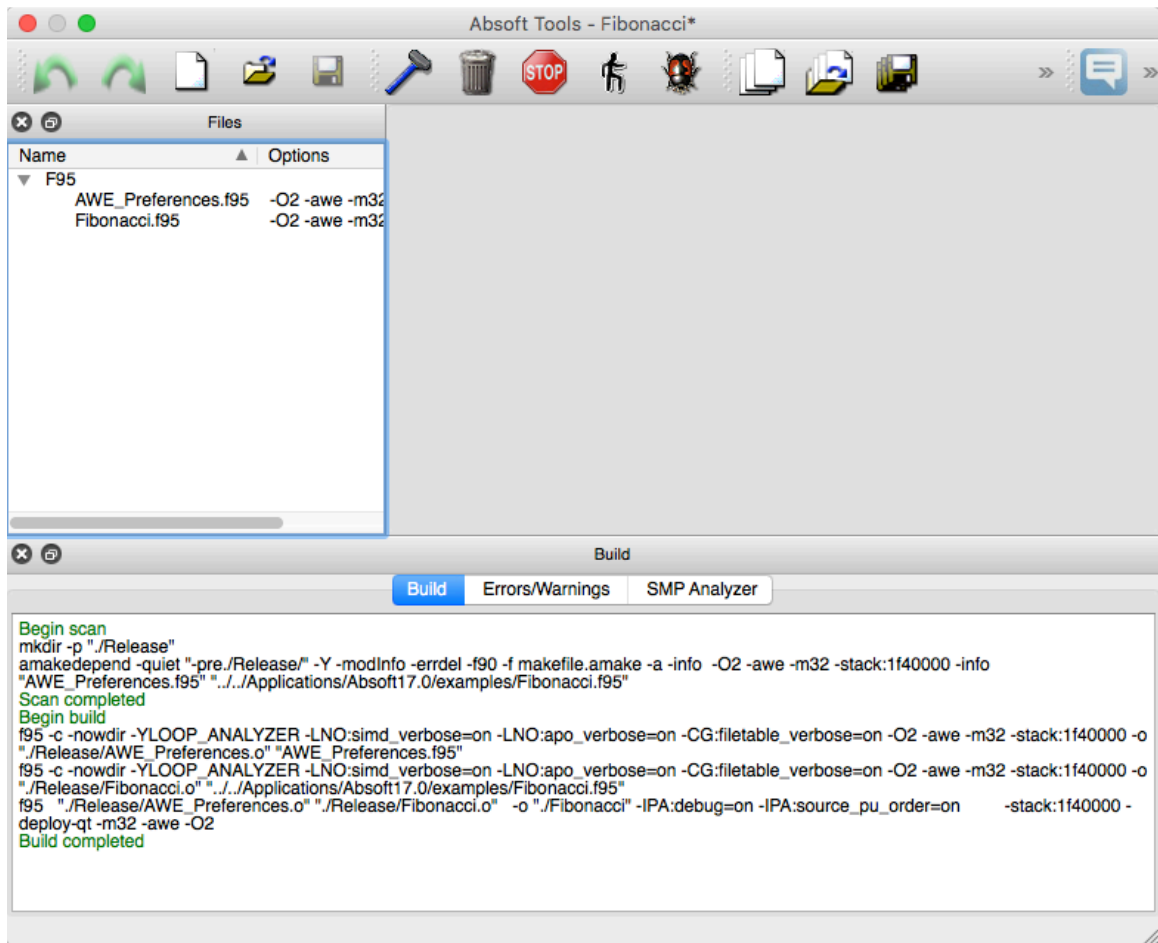 Absoft Tools - Fibonacci*
STOP
» »
Files
Name Options
F95
AWE_Preferences.f95 -O2 -awe -m32
Fibonacci.f95 -O2 -awe -m32
Build
Build Errors/Warnings SMP Analyzer
Begin scan
mkdir -p "./Release"
amakedepend -quiet "-pre./Release/" -Y -modInfo -errdel -f90 -f makefile.amake -a -info -O2 -awe -m32 -stack:1f40000 -info
"AWE_Preferences.f95" "../../Applications/Absoft17.0/examples/Fibonacci.f95"
Scan completed
Begin build
f95 -c -nowdir -YLOOP_ANALYZER -LNO:simd_verbose=on -LNO:apo_verbose=on -CG:filetable_verbose=on -O2 -awe -m32 -stack:1f40000 -o
"./Release/AWE_Preferences.o" "AWE_Preferences.f95"
f95 -c -nowdir -YLOOP_ANALYZER -LNO:simd_verbose=on -LNO:apo_verbose=on -CG:filetable_verbose=on -O2 -awe -m32 -stack:1f40000 -o
"./Release/Fibonacci.o" "../../Applications/Absoft17.0/examples/Fibonacci.f95"
f95 "./Release/AWE_Preferences.o" "./Release/Fibonacci.o" -o "./Fibonacci" -IPA:debug=on -IPA:source_pu_order=on -stack:1f40000 -
deploy-qt -m32 -awe -O2
Build completed